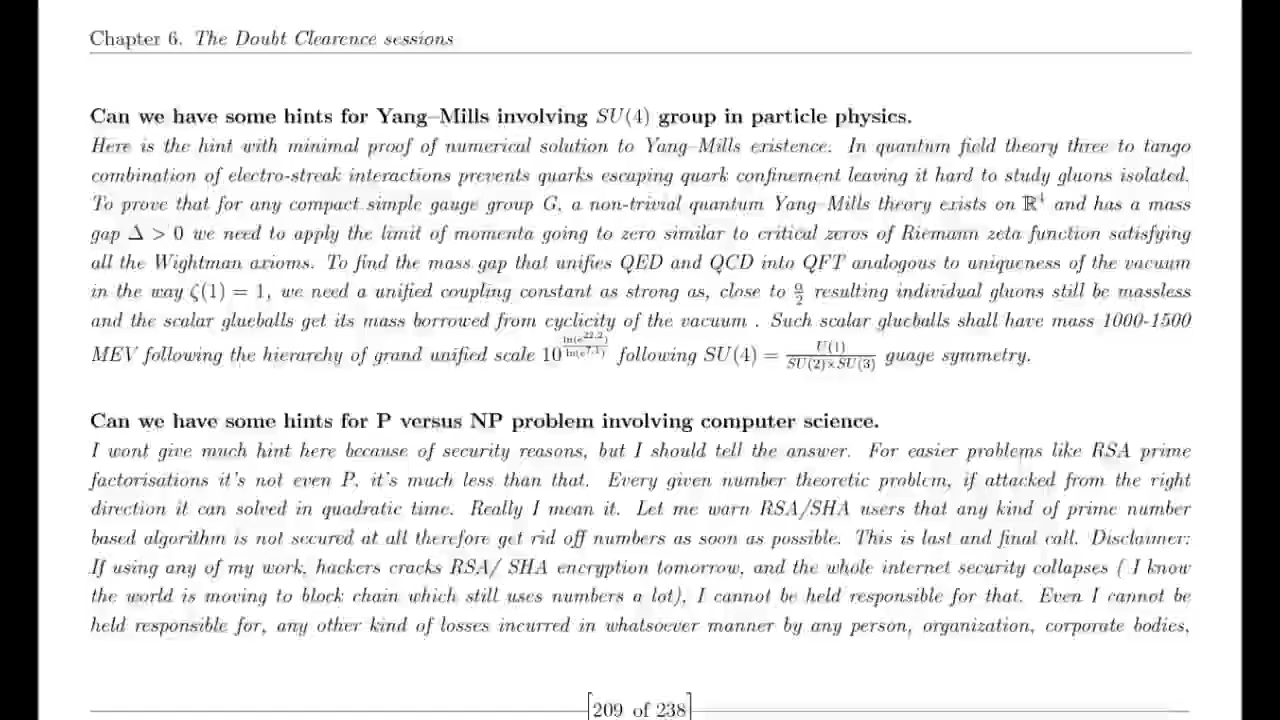 Chapter 6. The Doubt Clearence sessions
Can we have some hints for Yang–Mills involving SU(4) group in particle physics.
Here is the hint with minimal proof of numerical solution to Yang–Mills existence: In quantum field theory three to tango
combination of electro-streak interactions prevents quarks escaping quark confinement leaving it hard to study gluons isolated.
To prove that for any compact simple gauge group G, a non-trivial quantum Yang–Mills theory exists on ℝ⁴ and has a mass
gap Δ > 0 we need to apply the limit of momenta going to zero similar to critical zeros of Riemann zeta function satisfying
all the Wightman axioms. To find the mass gap that unifies QED and QCD into QFT analogous to uniqueness of the vacuum
in the way ζ(1) = 1, we need a unified coupling constant as strong as, close to α/2 resulting individual gluons still be massless
and the scalar glueballs get its mass borrowed from cyclicity of the vacuum . Such scalar glueballs shall have mass 1000-1500
MEV following the hierarchy of grand unified scale 10^(ln(e^22.2)/ln(e^7.1)) following SU(4) = U(1)/(SU(2)×SU(3)) guage symmetry.
Can we have some hints for P versus NP problem involving computer science.
I wont give much hint here because of security reasons, but I should tell the answer. For easier problems like RSA prime
factorisations it's not even P, it's much less than that. Every given number theoretic problem, if attacked from the right
direction it can solved in quadratic time. Really I mean it. Let me warn RSA/SHA users that any kind of prime number
based algorithm is not secured at all therefore get rid off numbers as soon as possible. This is last and final call. Disclaimer:
If using any of my work, hackers cracks RSA/ SHA encryption tomorrow, and the whole internet security collapses ( I know
the world is moving to block chain which still uses numbers a lot), I cannot be held responsible for that. Even I cannot be
held responsible for, any other kind of losses incurred in whatsoever manner by any person, organization, corporate bodies,
[209 of 238]